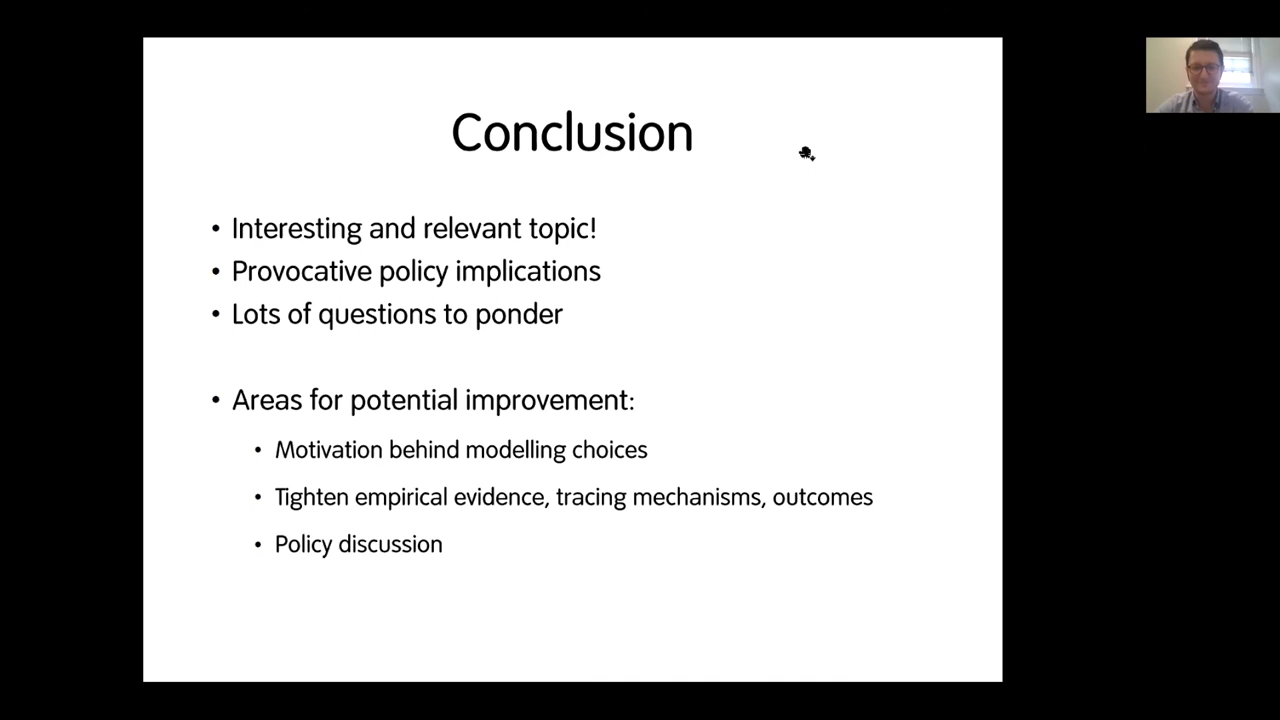 Conclusion
• Interesting and relevant topic!
• Provocative policy implications
• Lots of questions to ponder
• Areas for potential improvement:
• Motivation behind modelling choices
• Tighten empirical evidence, tracing mechanisms, outcomes
• Policy discussion